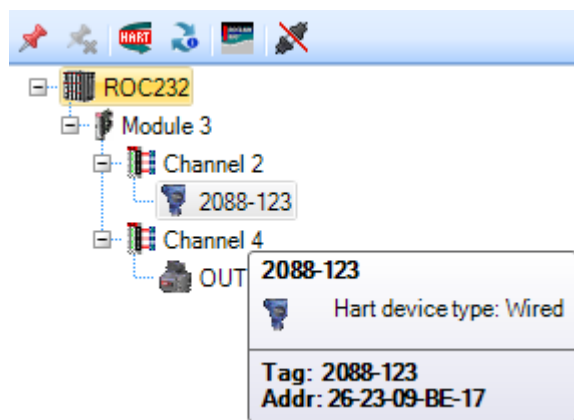 HART
ROC232
Module 3
Channel 2
2088-123
Channel 4
OUT
2088-123
Hart device type: Wired
Tag: 2088-123
Addr: 26-23-09-BE-17